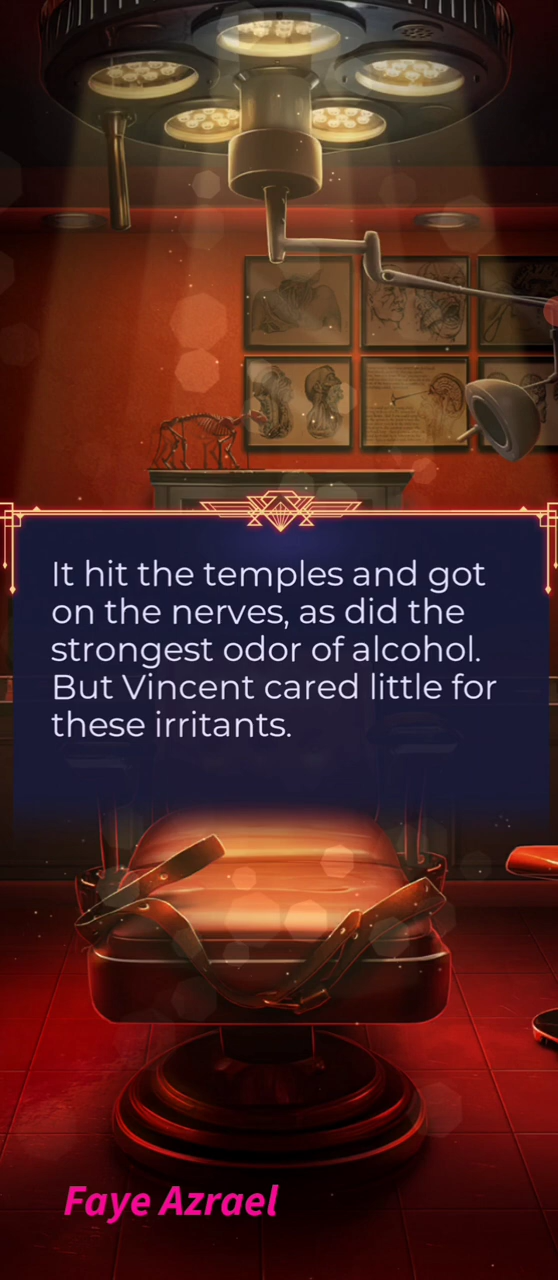 It hit the temples and got
on the nerves, as did the
strongest odor of alcohol.
But Vincent cared little for
these irritants.
Faye Azrael